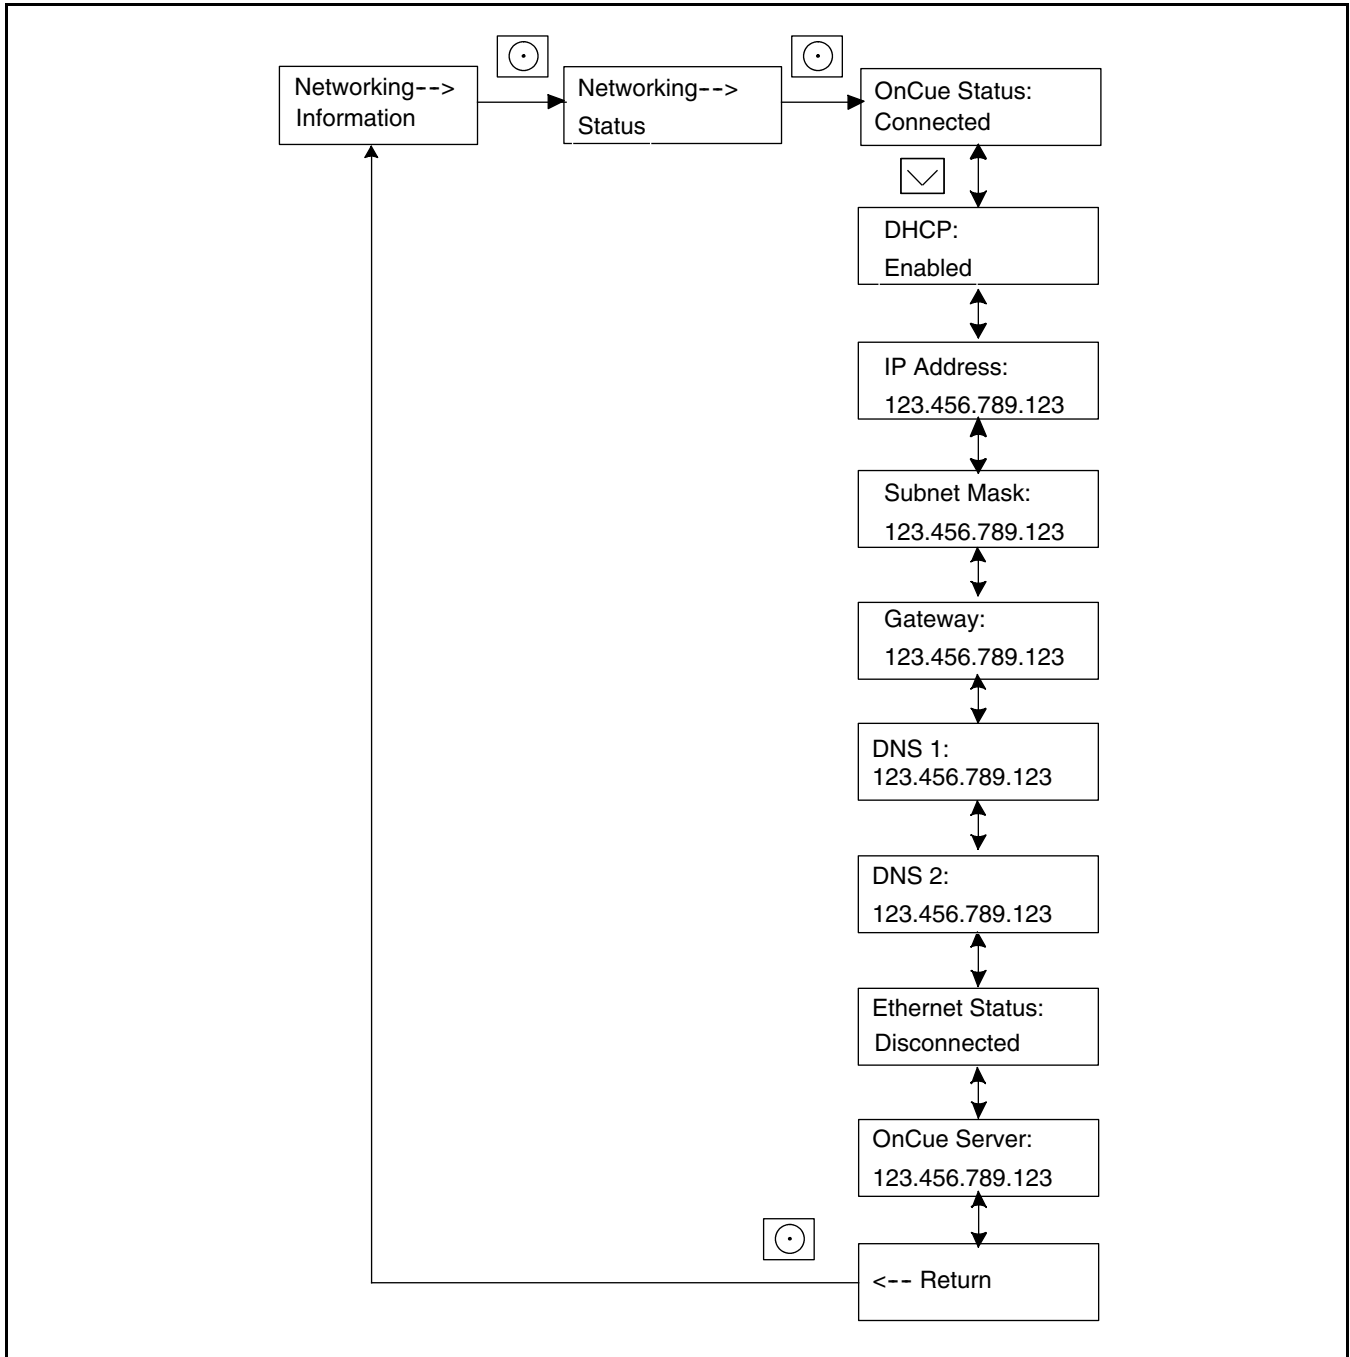 Networking-->
Information
Networking-->
Status
OnCue Status:
Connected
DHCP:
Enabled
IP Address:
123.456.789.123
Subnet Mask:
123.456.789.123
Gateway:
123.456.789.123
DNS 1:
123.456.789.123
DNS 2:
123.456.789.123
Ethernet Status:
Disconnected
OnCue Server:
123.456.789.123
<-- Return